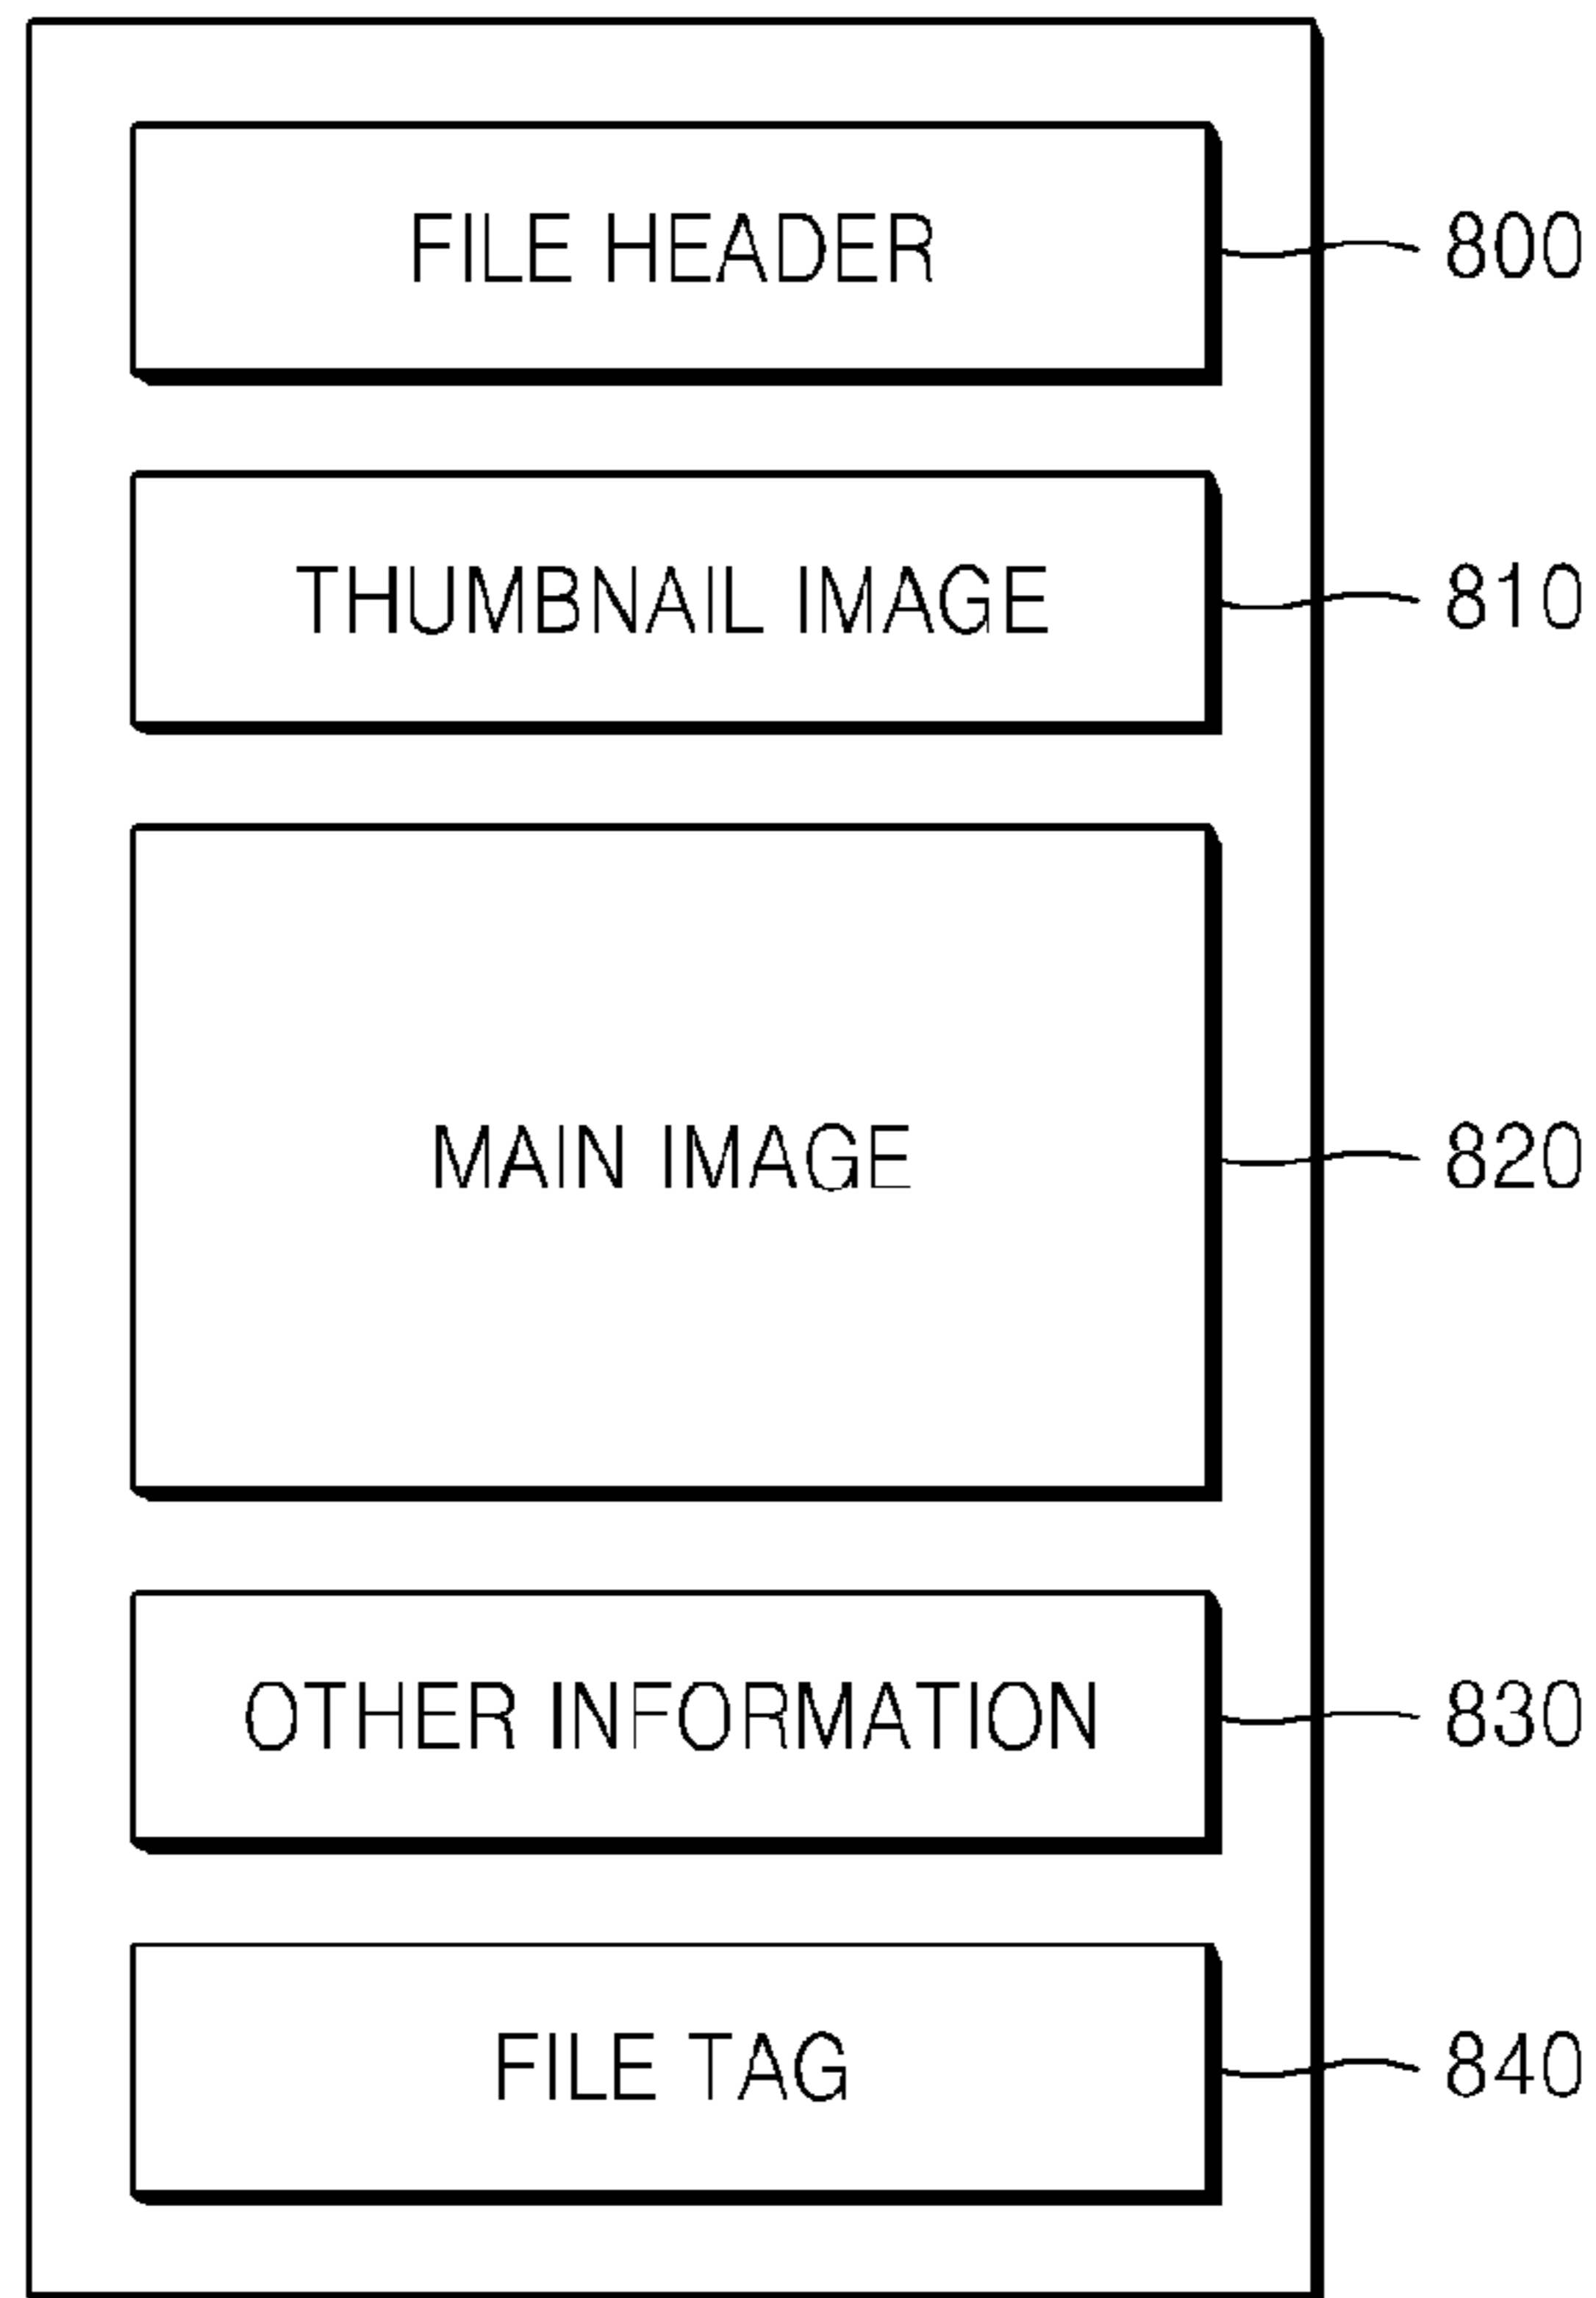 FILE HEADER 800
THUMBNAIL IMAGE 810
MAIN IMAGE 820
OTHER INFORMATION 830
FILE TAG 840